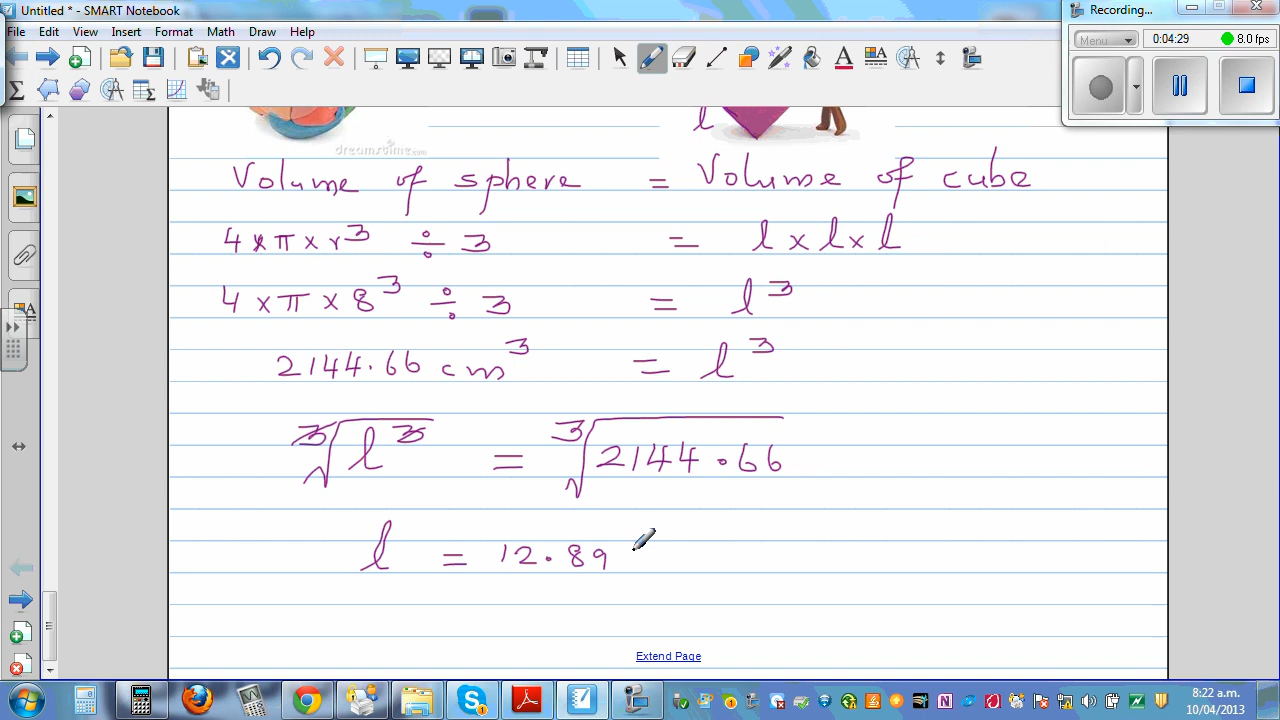 Untitled * - SMART Notebook
Recording...
File Edit View Insert Format Math Draw Help
Menu 0:04:29 8.0 fps
l
dreamstime.com
Volume of sphere = Volume of cube
4 x π x r³ ÷ 3 = l x l x l
4 x π x 8³ ÷ 3 = l³
2144.66 cm³ = l³
∛l³ = ∛2144.66
l = 12.89
Extend Page
8:22 a.m.
10/04/2013